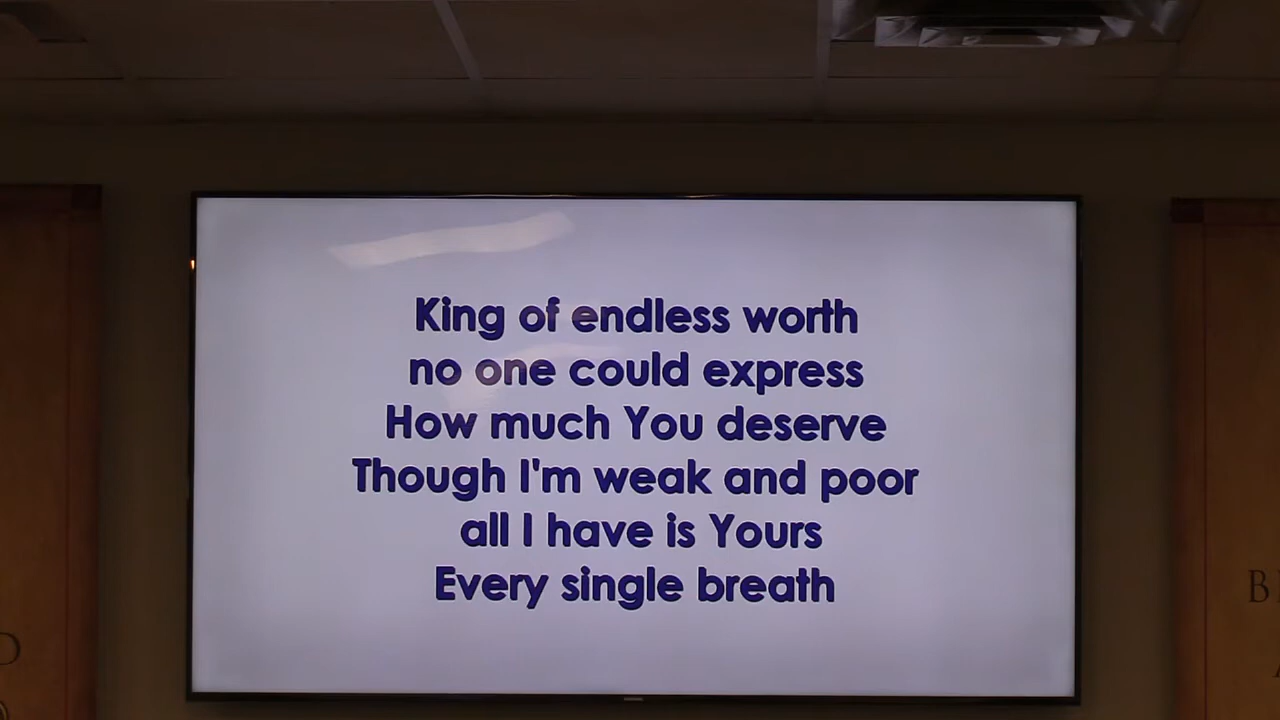 King of endless worth
no one could express
How much You deserve
Though I'm weak and poor
all I have is Yours
Every single breath